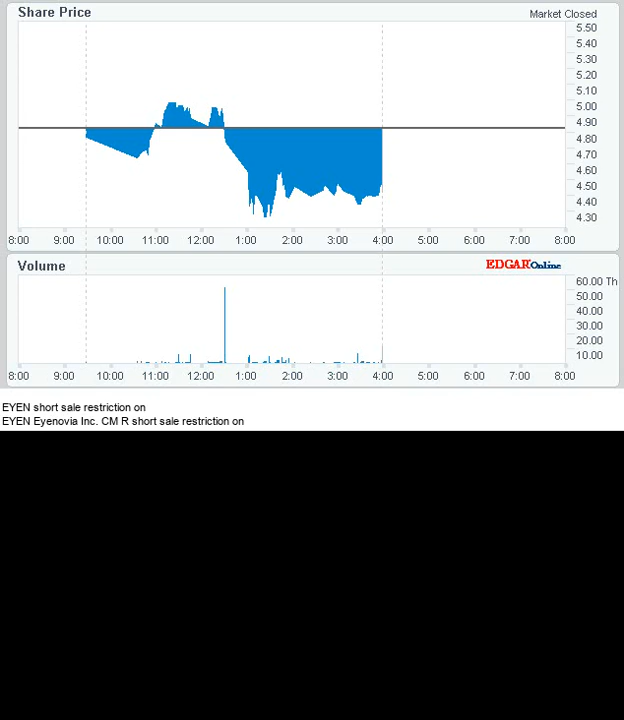 Share Price
Market Closed
5.50
5.40
5.30
5.20
5.10
5.00
4.90
4.80
4.70
4.60
4.50
4.40
4.30
8:00 9:00 10:00 11:00 12:00 1:00 2:00 3:00 4:00 5:00 6:00 7:00 8:00
Volume
EDGAROnline
60.00 Th
50.00
40.00
30.00
20.00
10.00
8:00 9:00 10:00 11:00 12:00 1:00 2:00 3:00 4:00 5:00 6:00 7:00 8:00
EYEN short sale restriction on
EYEN Eyenovia Inc. CM R short sale restriction on